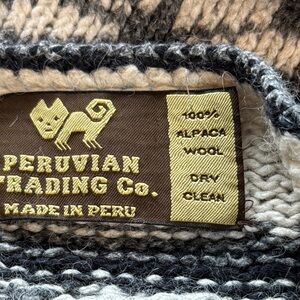 PERUVIAN
TRADING Co.
MADE IN PERU
100%
ALPACA
WOOL
DRY
CLEAN